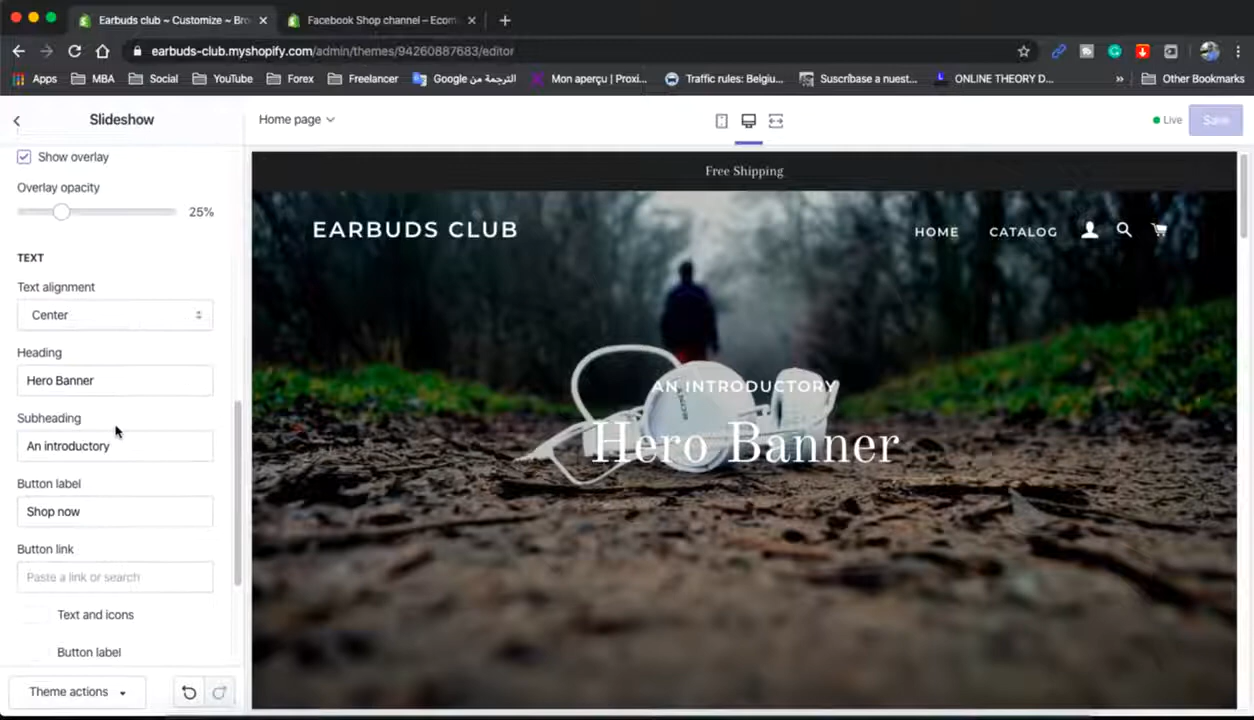 Earbuds club ~ Customize ~ Bro
Facebook Shop channel – Ecom
earbuds-club.myshopify.com/admin/themes/94260887683/editor
Apps
MBA
Social
YouTube
Forex
Freelancer
الترجمة من Google
Mon aperçu | Proxi...
Traffic rules: Belgiu...
Suscríbase a nuest...
ONLINE THEORY D...
»
Other Bookmarks
Slideshow
Home page
Live
Save
Show overlay
Overlay opacity
25%
TEXT
Text alignment
Center
Heading
Hero Banner
Subheading
An introductory
Button label
Shop now
Button link
Paste a link or search
Text and icons
Button label
Theme actions
Free Shipping
EARBUDS CLUB
HOME
CATALOG
AN INTRODUCTORY
Hero Banner